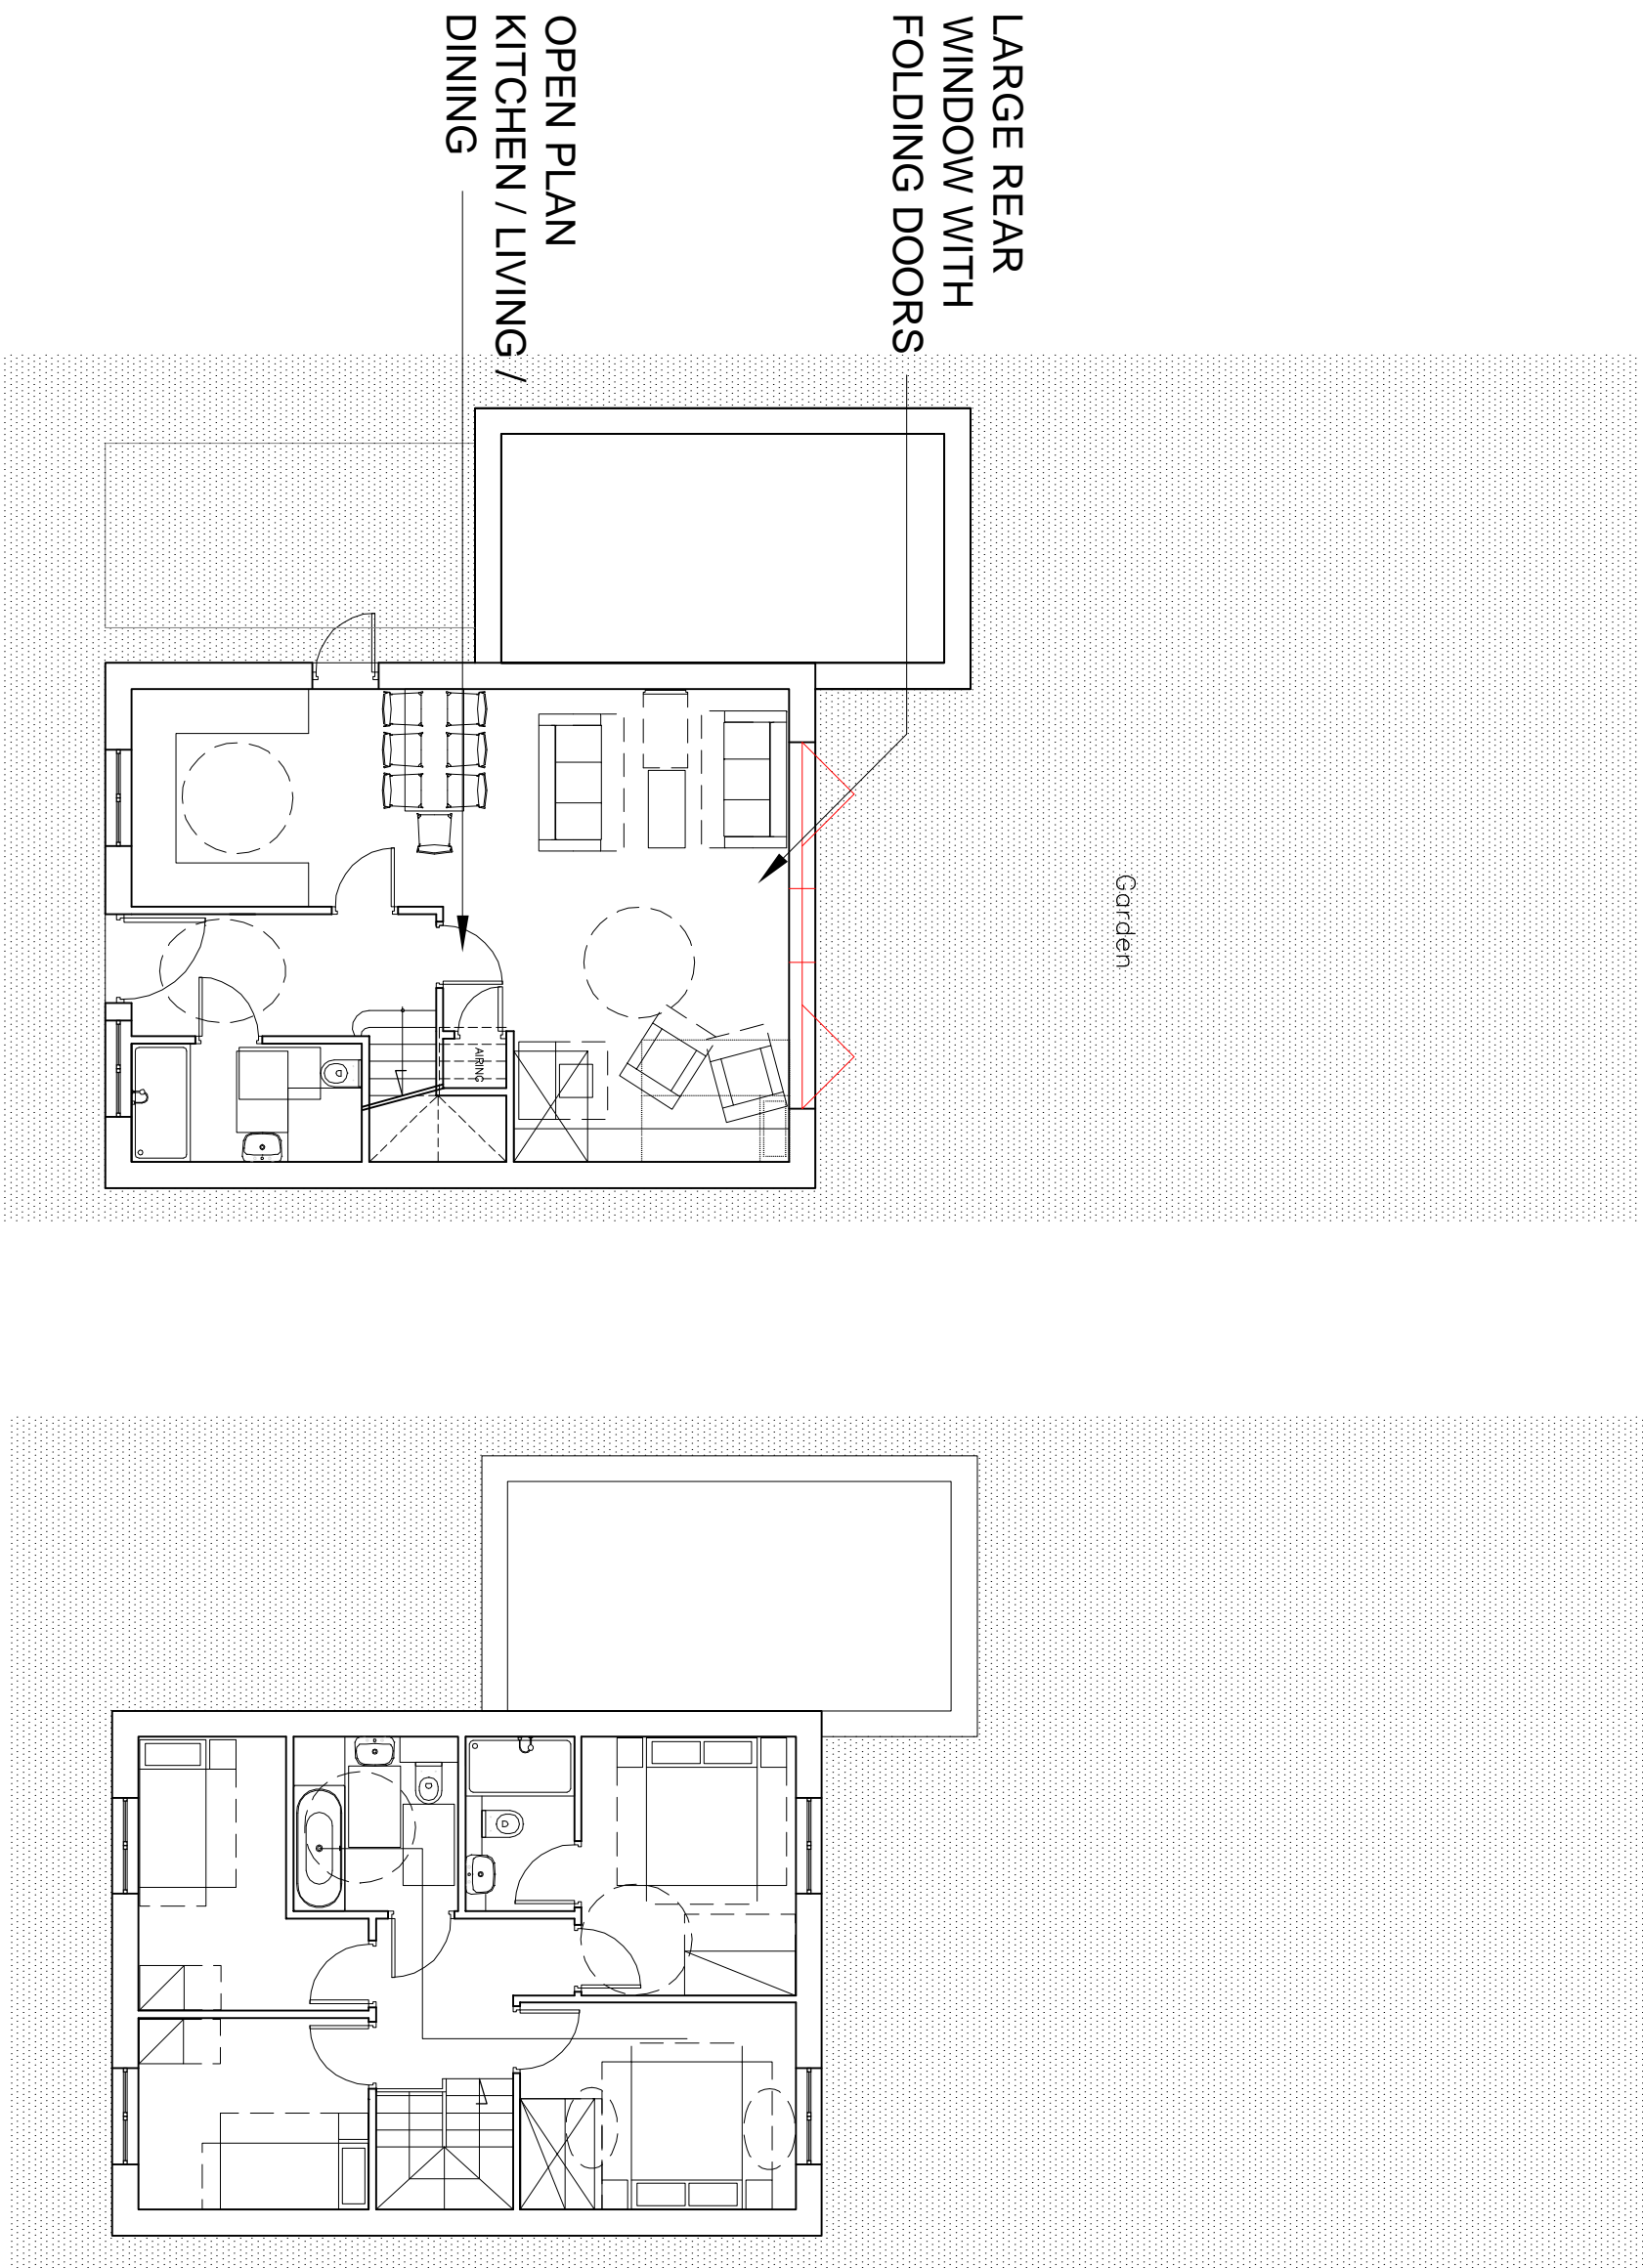 LARGE REAR
WINDOW WITH
FOLDING DOORS
OPEN PLAN
KITCHEN / LIVING /
DINING
Garden
AIRING